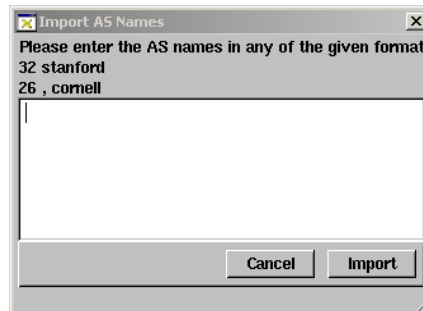 Import AS Names
Please enter the AS names in any of the given format
32 stanford
26 , cornell
Cancel Import